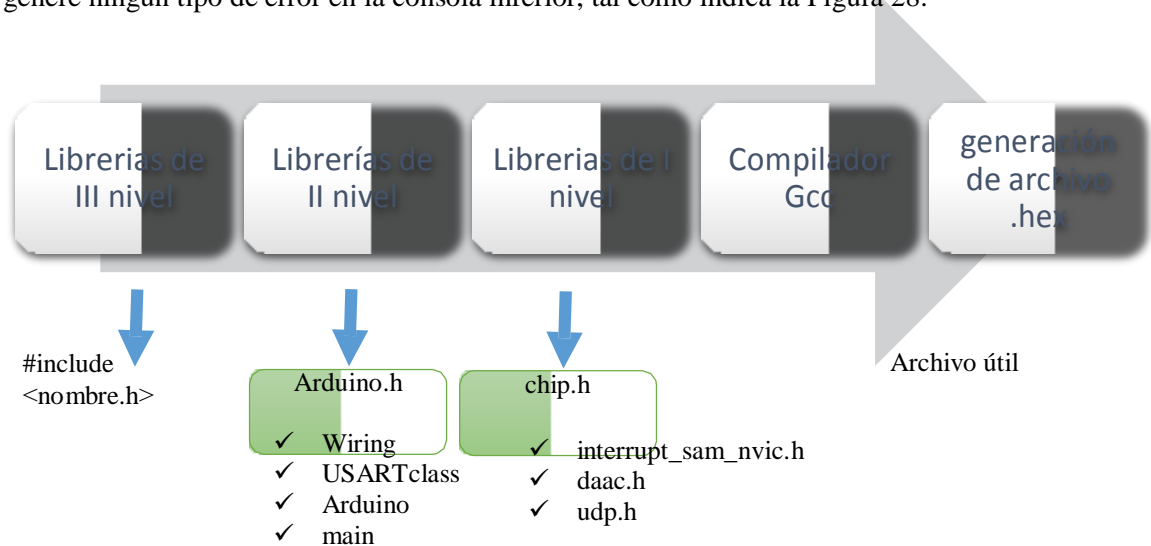 genere ningún tipo de error en la consola inferior, tal como indica la Figura 28.
Librerias de
III nivel
Librerías de
II nivel
Librerias de I
nivel
Compilador
Gcc
generación
de archivo
.hex
#include
<nombre.h>
Arduino.h
✓ Wiring
✓ USARTclass
✓ Arduino
✓ main
chip.h
✓ interrupt_sam_nvic.h
✓ daac.h
✓ udp.h
Archivo útil